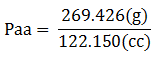 Paa = 269.426(g) / 122.150(cc)